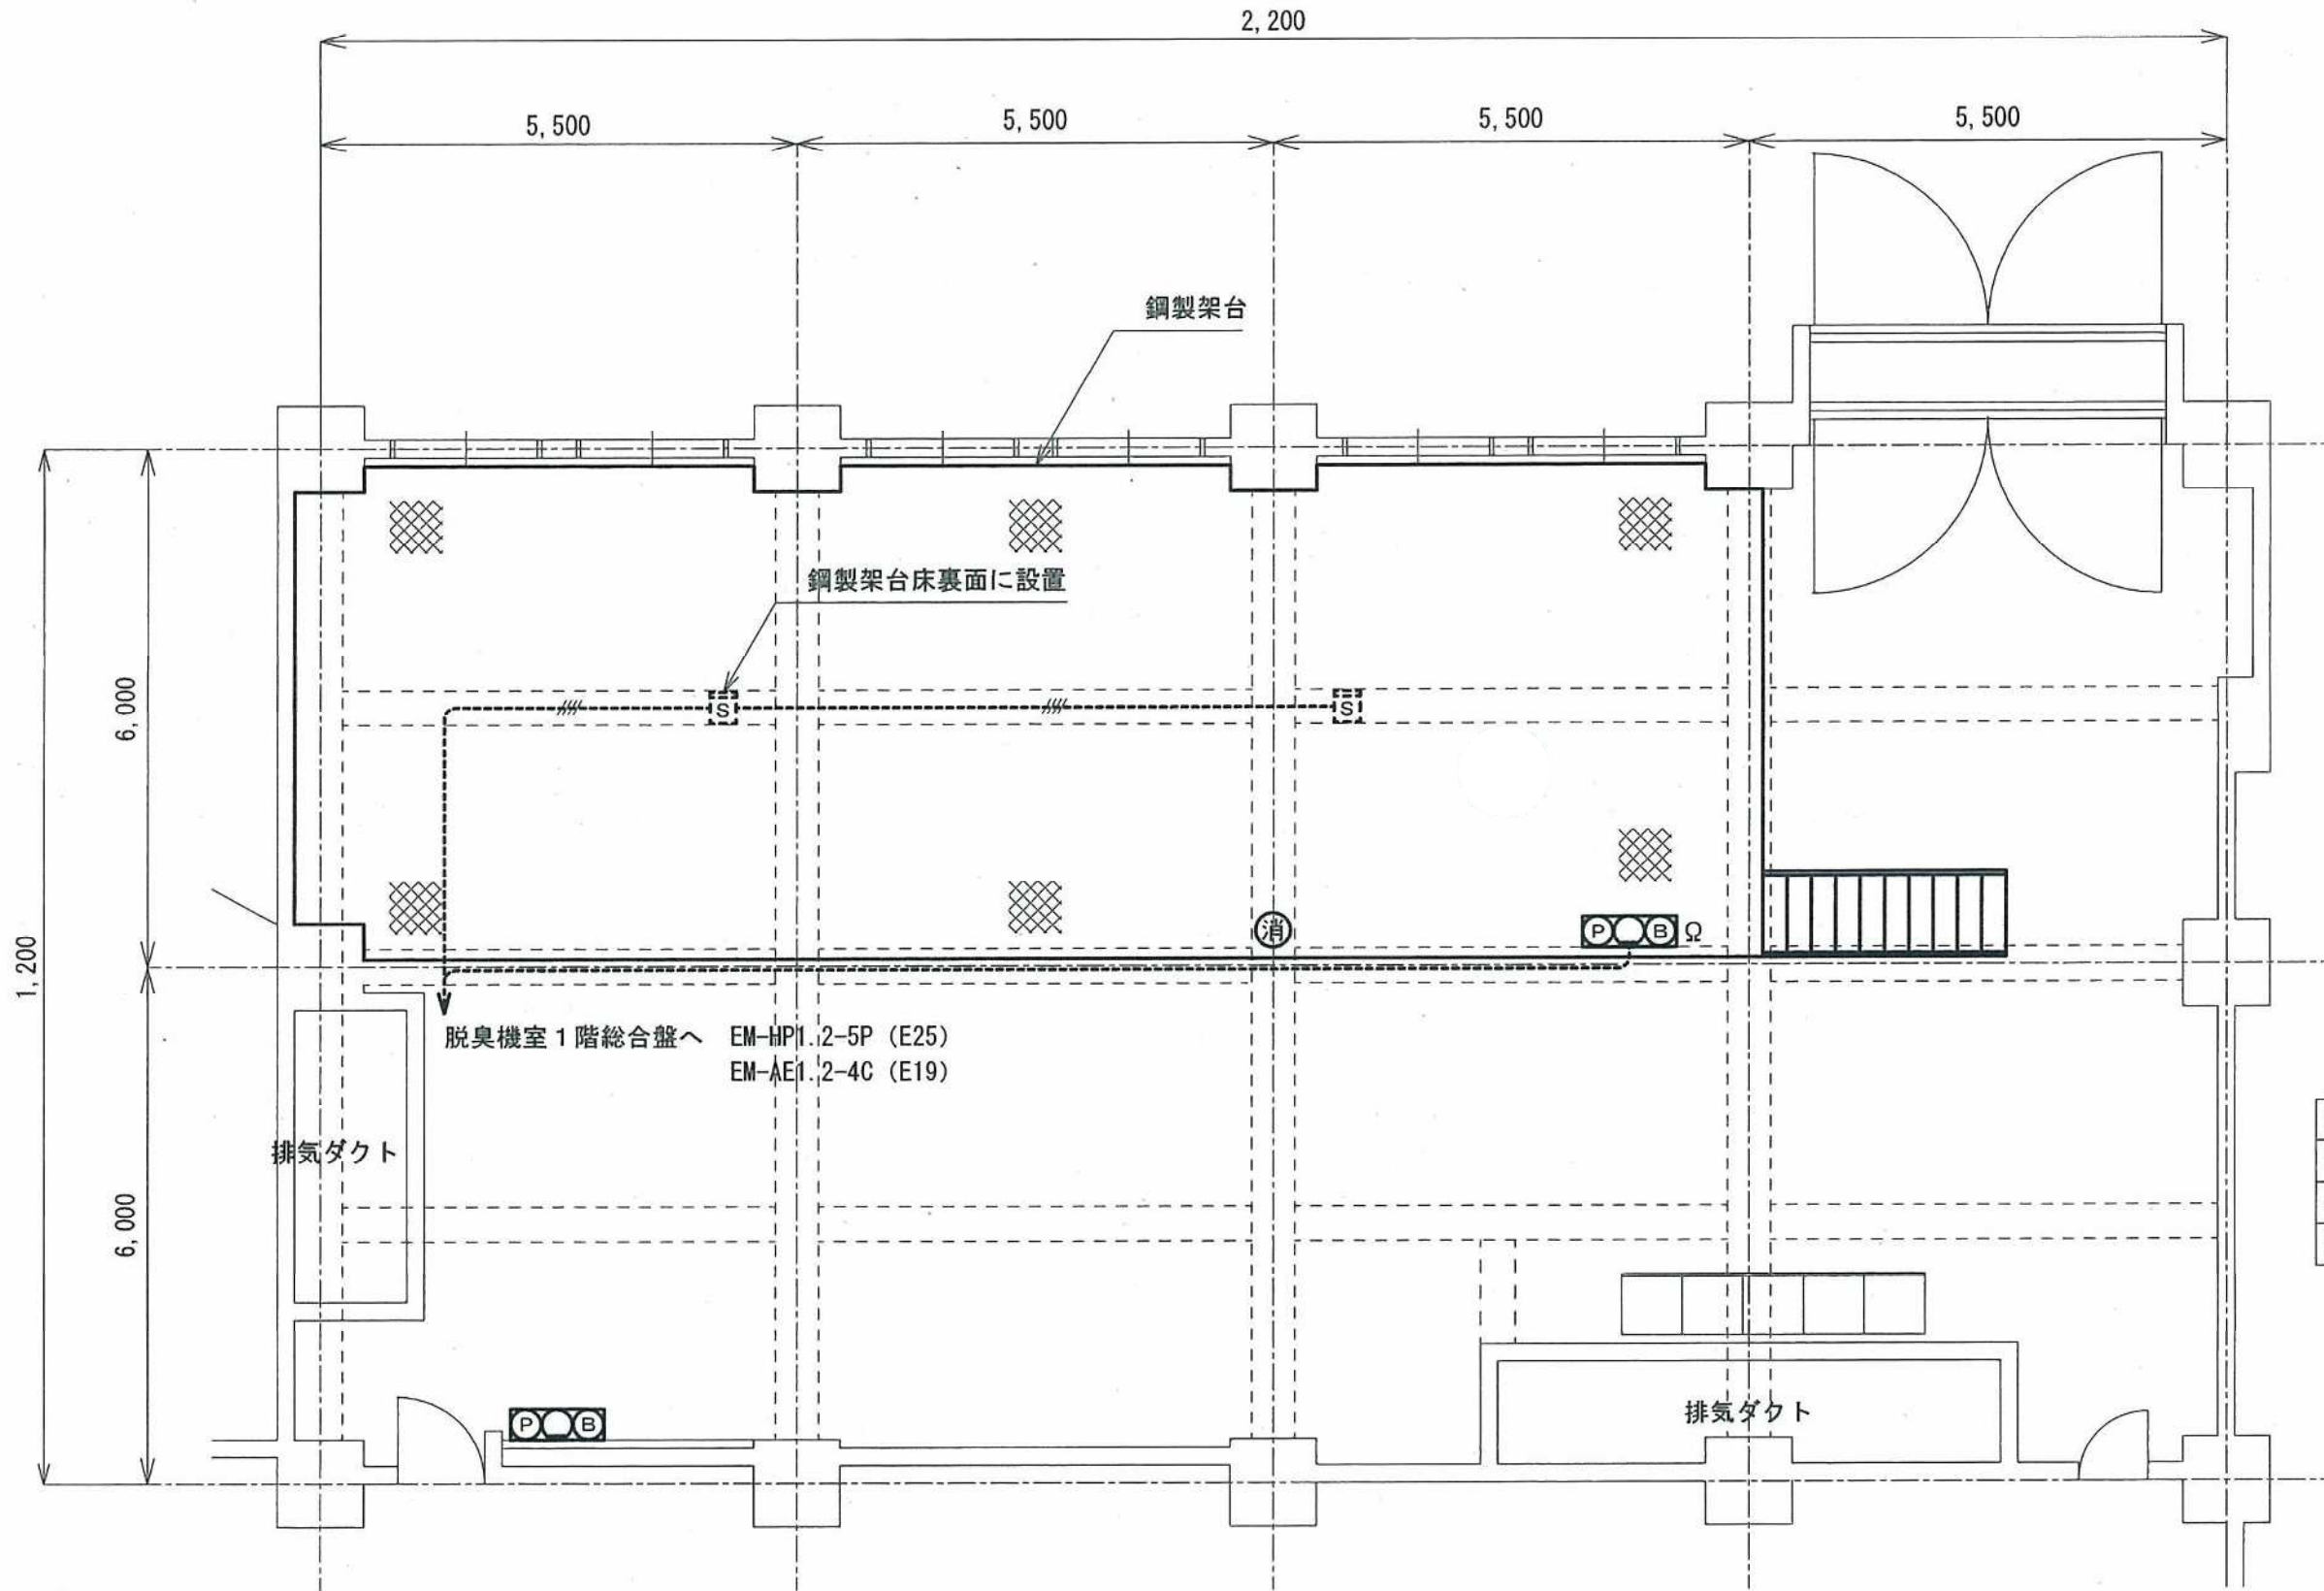 2,200
5,500
5,500
5,500
5,500
鋼製架台
鋼製架台床裏面に設置
S
S
6,000
1,200
消
P B Ω
脱臭機室1階総合盤へ EM-HP1.2-5P (E25)
EM-AE1.2-4C (E19)
排気ダクト
6,000
排気ダクト
P B